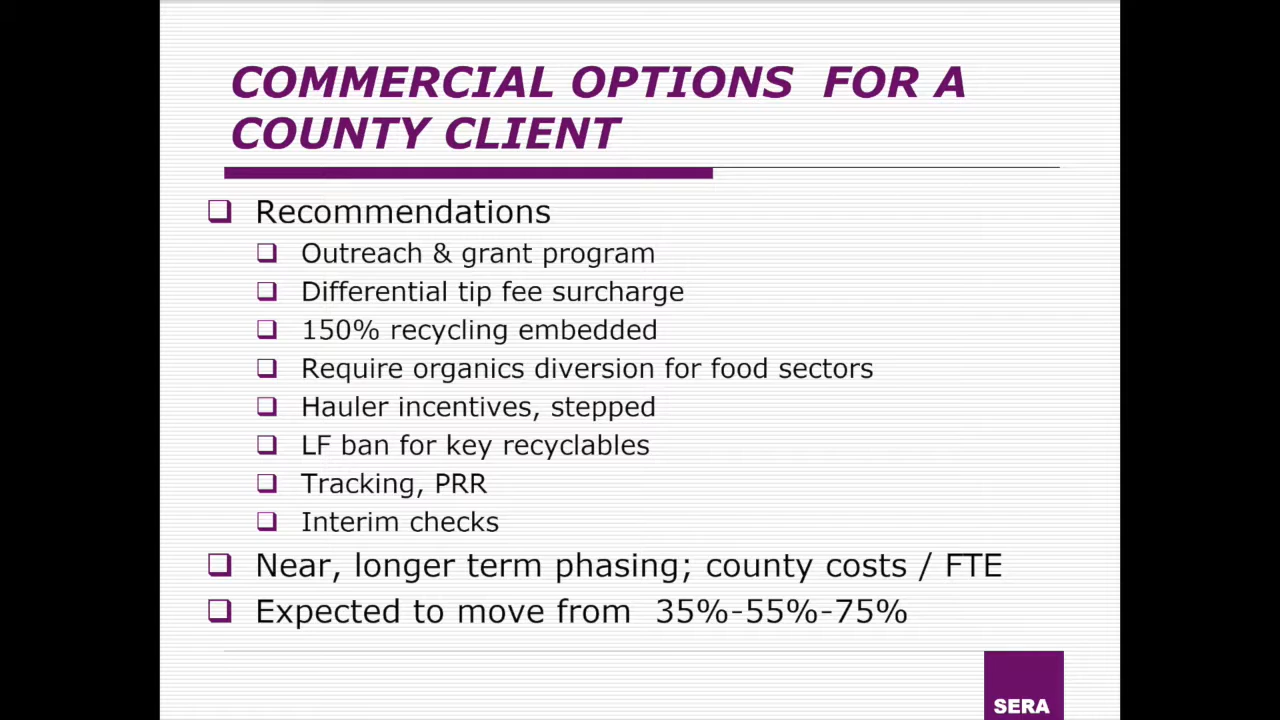 COMMERCIAL OPTIONS FOR A
COUNTY CLIENT
Recommendations
Outreach & grant program
Differential tip fee surcharge
150% recycling embedded
Require organics diversion for food sectors
Hauler incentives, stepped
LF ban for key recyclables
Tracking, PRR
Interim checks
Near, longer term phasing; county costs / FTE
Expected to move from 35%-55%-75%
SERA